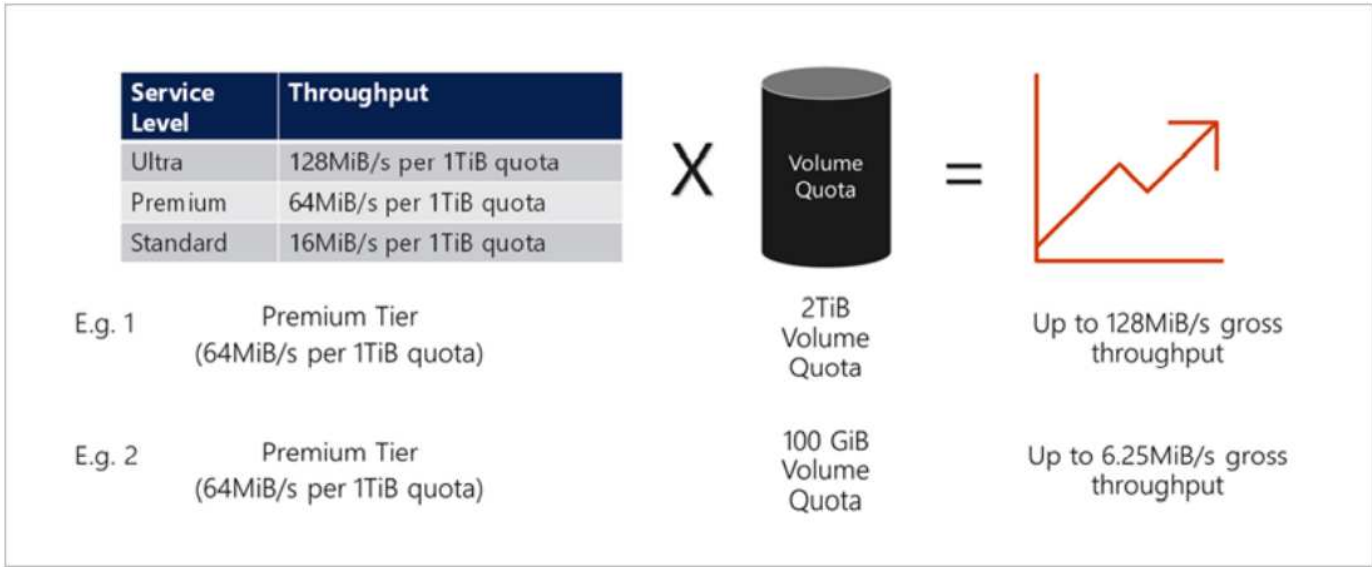 Service Level
Throughput
Ultra
128MiB/s per 1TiB quota
Premium
64MiB/s per 1TiB quota
Standard
16MiB/s per 1TiB quota
X
Volume
Quota
=
E.g. 1
Premium Tier
(64MiB/s per 1TiB quota)
2TiB
Volume
Quota
Up to 128MiB/s gross
throughput
E.g. 2
Premium Tier
(64MiB/s per 1TiB quota)
100 GiB
Volume
Quota
Up to 6.25MiB/s gross
throughput